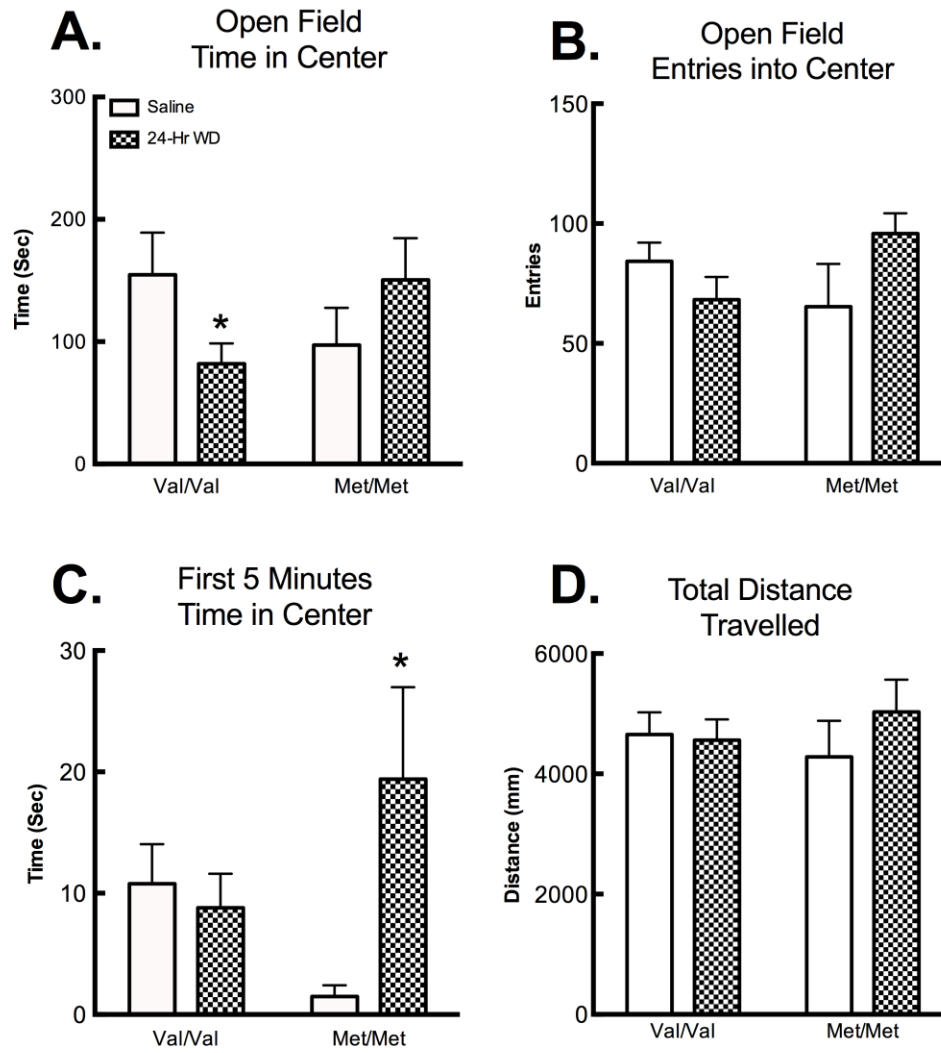 A.
Open Field
Time in Center
300
200
100
0
Time (Sec)
Saline
24-Hr WD
*
Val/Val
Met/Met
B.
Open Field
Entries into Center
150
100
50
0
Entries
Val/Val
Met/Met
C.
First 5 Minutes
Time in Center
30
20
10
0
Time (Sec)
*
Val/Val
Met/Met
D.
Total Distance
Travelled
6000
4000
2000
0
Distance (mm)
Val/Val
Met/Met